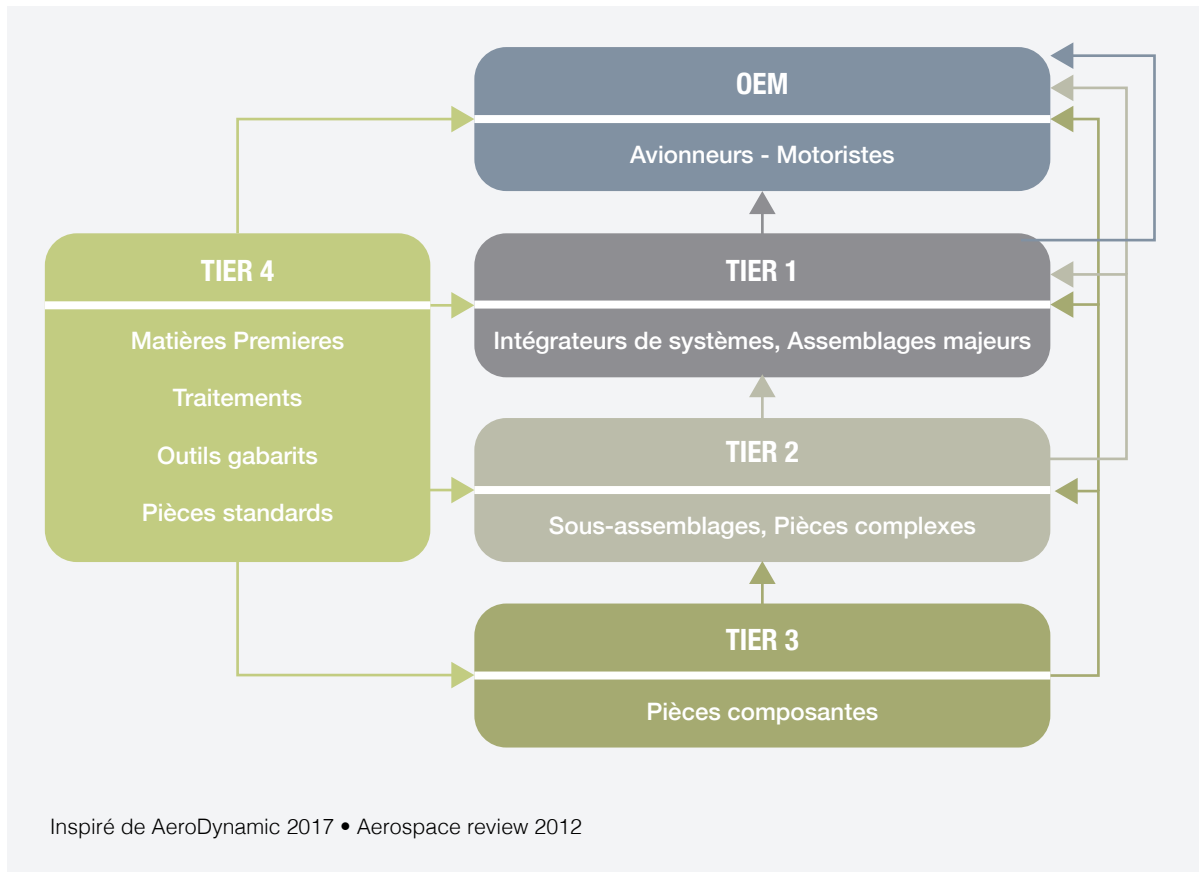 OEM
Avionneurs - Motoristes
TIER 4
Matières Premieres
Traitements
Outils gabarits
Pièces standards
TIER 1
Intégrateurs de systèmes, Assemblages majeurs
TIER 2
Sous-assemblages, Pièces complexes
TIER 3
Pièces composantes
Inspiré de AeroDynamic 2017 • Aerospace review 2012